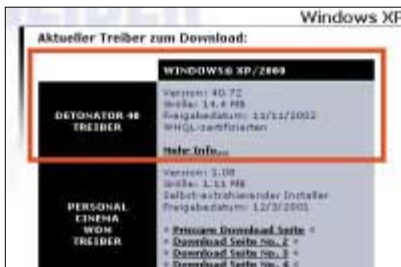 Windows XP
Aktueller Treiber zum Download:
WINDOWS® XP/2000
DETONATOR 40
TREIBER
Version: 40.72
Größe: 14.4 MB
Freigabedatum: 11/11/2002
WHQL-zertifizierten
Mehr Info...
PERSONAL
CINEMA
WDM
TREIBER
Version: 1.08
Größe: 1.11 MB
Selbst-extrahierender Installer
Freigabedatum: 12/3/2001
« Primäre Download Seite »
« Download Seite No. 2 »
« Download Seite No. 3 »
« Download Seite No. 4 »